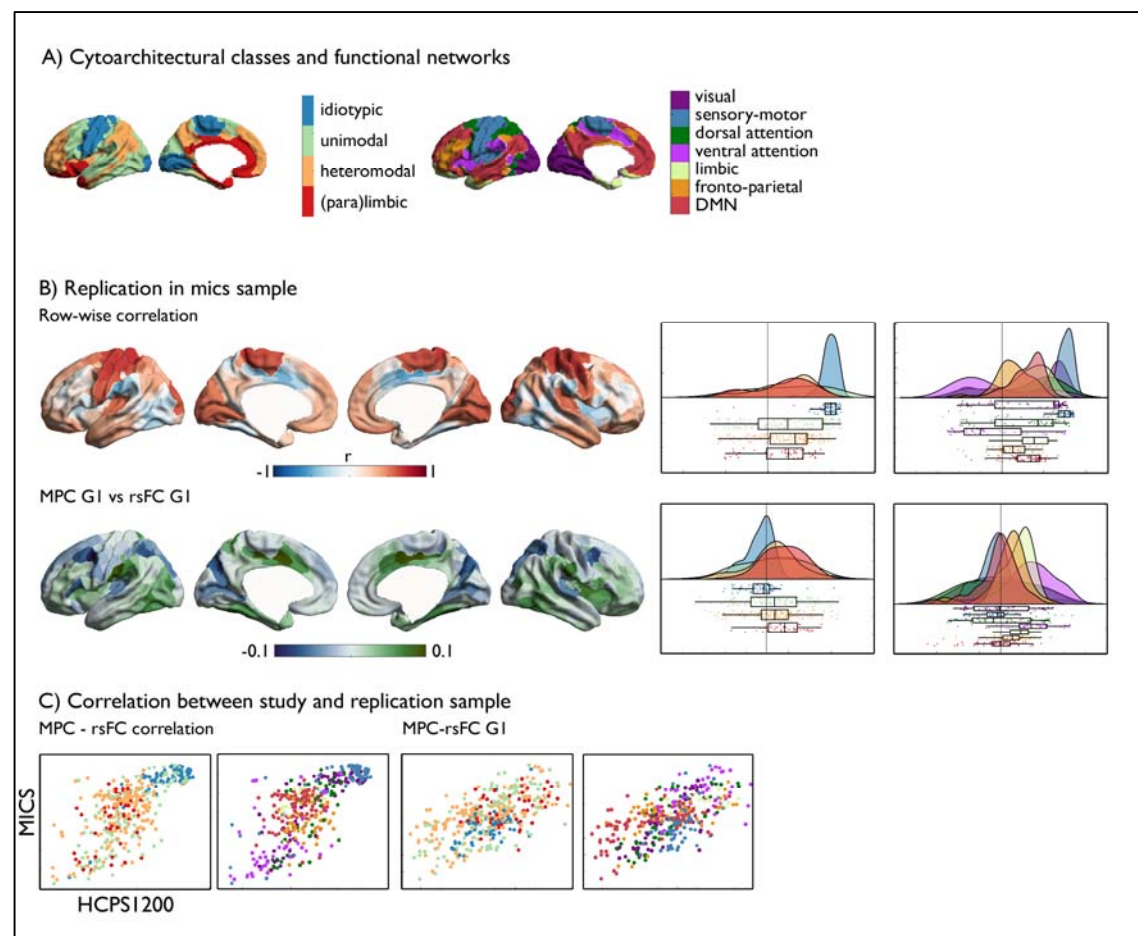 A) Cytoarchitectural classes and functional networks
idiotypic
unimodal
heteromodal
(para)limbic
visual
sensory-motor
dorsal attention
ventral attention
limbic
fronto-parietal
DMN
B) Replication in mics sample
Row-wise correlation
-1 r 1
MPC G1 vs rsFC G1
-0.1 0.1
C) Correlation between study and replication sample
MPC - rsFC correlation MPC-rsFC G1
MICS
HCPS1200